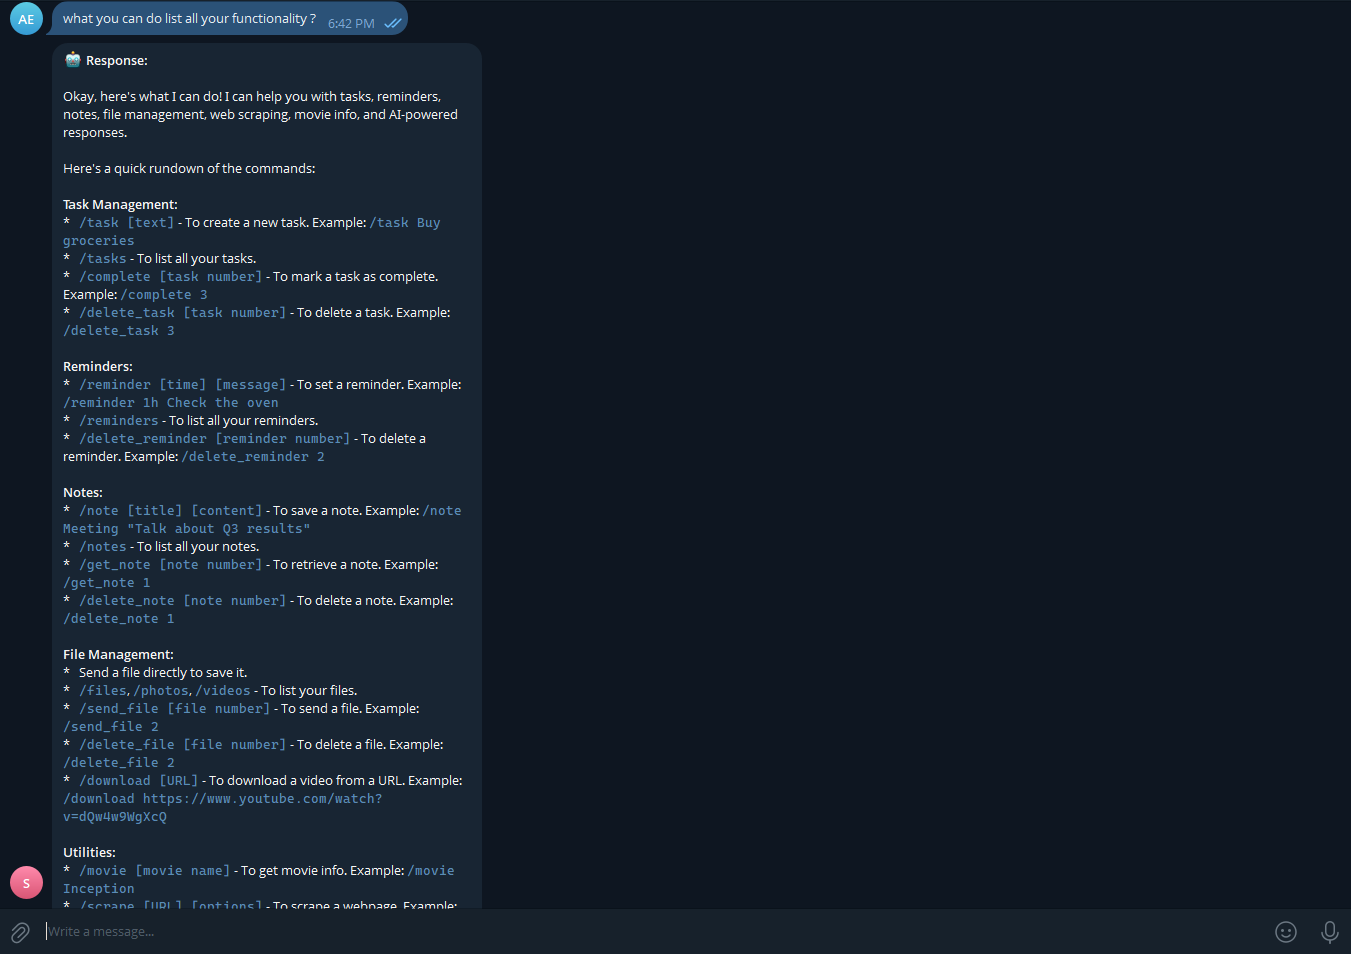 AE
what you can do list all your functionality ?
6:42 PM
Response:
Okay, here's what I can do! I can help you with tasks, reminders,
notes, file management, web scraping, movie info, and AI-powered
responses.
Here's a quick rundown of the commands:
Task Management:
* /task [text] - To create a new task. Example: /task Buy
groceries
* /tasks - To list all your tasks.
* /complete [task number] - To mark a task as complete.
Example: /complete 3
* /delete_task [task number] - To delete a task. Example:
/delete_task 3
Reminders:
* /reminder [time] [message] - To set a reminder. Example:
/reminder 1h Check the oven
* /reminders - To list all your reminders.
* /delete_reminder [reminder number] - To delete a
reminder. Example: /delete_reminder 2
Notes:
* /note [title] [content] - To save a note. Example: /note
Meeting "Talk about Q3 results"
* /notes - To list all your notes.
* /get_note [note number] - To retrieve a note. Example:
/get_note 1
* /delete_note [note number] - To delete a note. Example:
/delete_note 1
File Management:
* Send a file directly to save it.
* /files, /photos, /videos - To list your files.
* /send_file [file number] - To send a file. Example:
/send_file 2
* /delete_file [file number] - To delete a file. Example:
/delete_file 2
* /download [URL] - To download a video from a URL. Example:
/download https://www.youtube.com/watch?
v=dQw4w9WgXcQ
Utilities:
* /movie [movie name] - To get movie info. Example: /movie
Inception
* /scrape [URL] [options] - To scrape a webpage. Example:
S
Write a message...